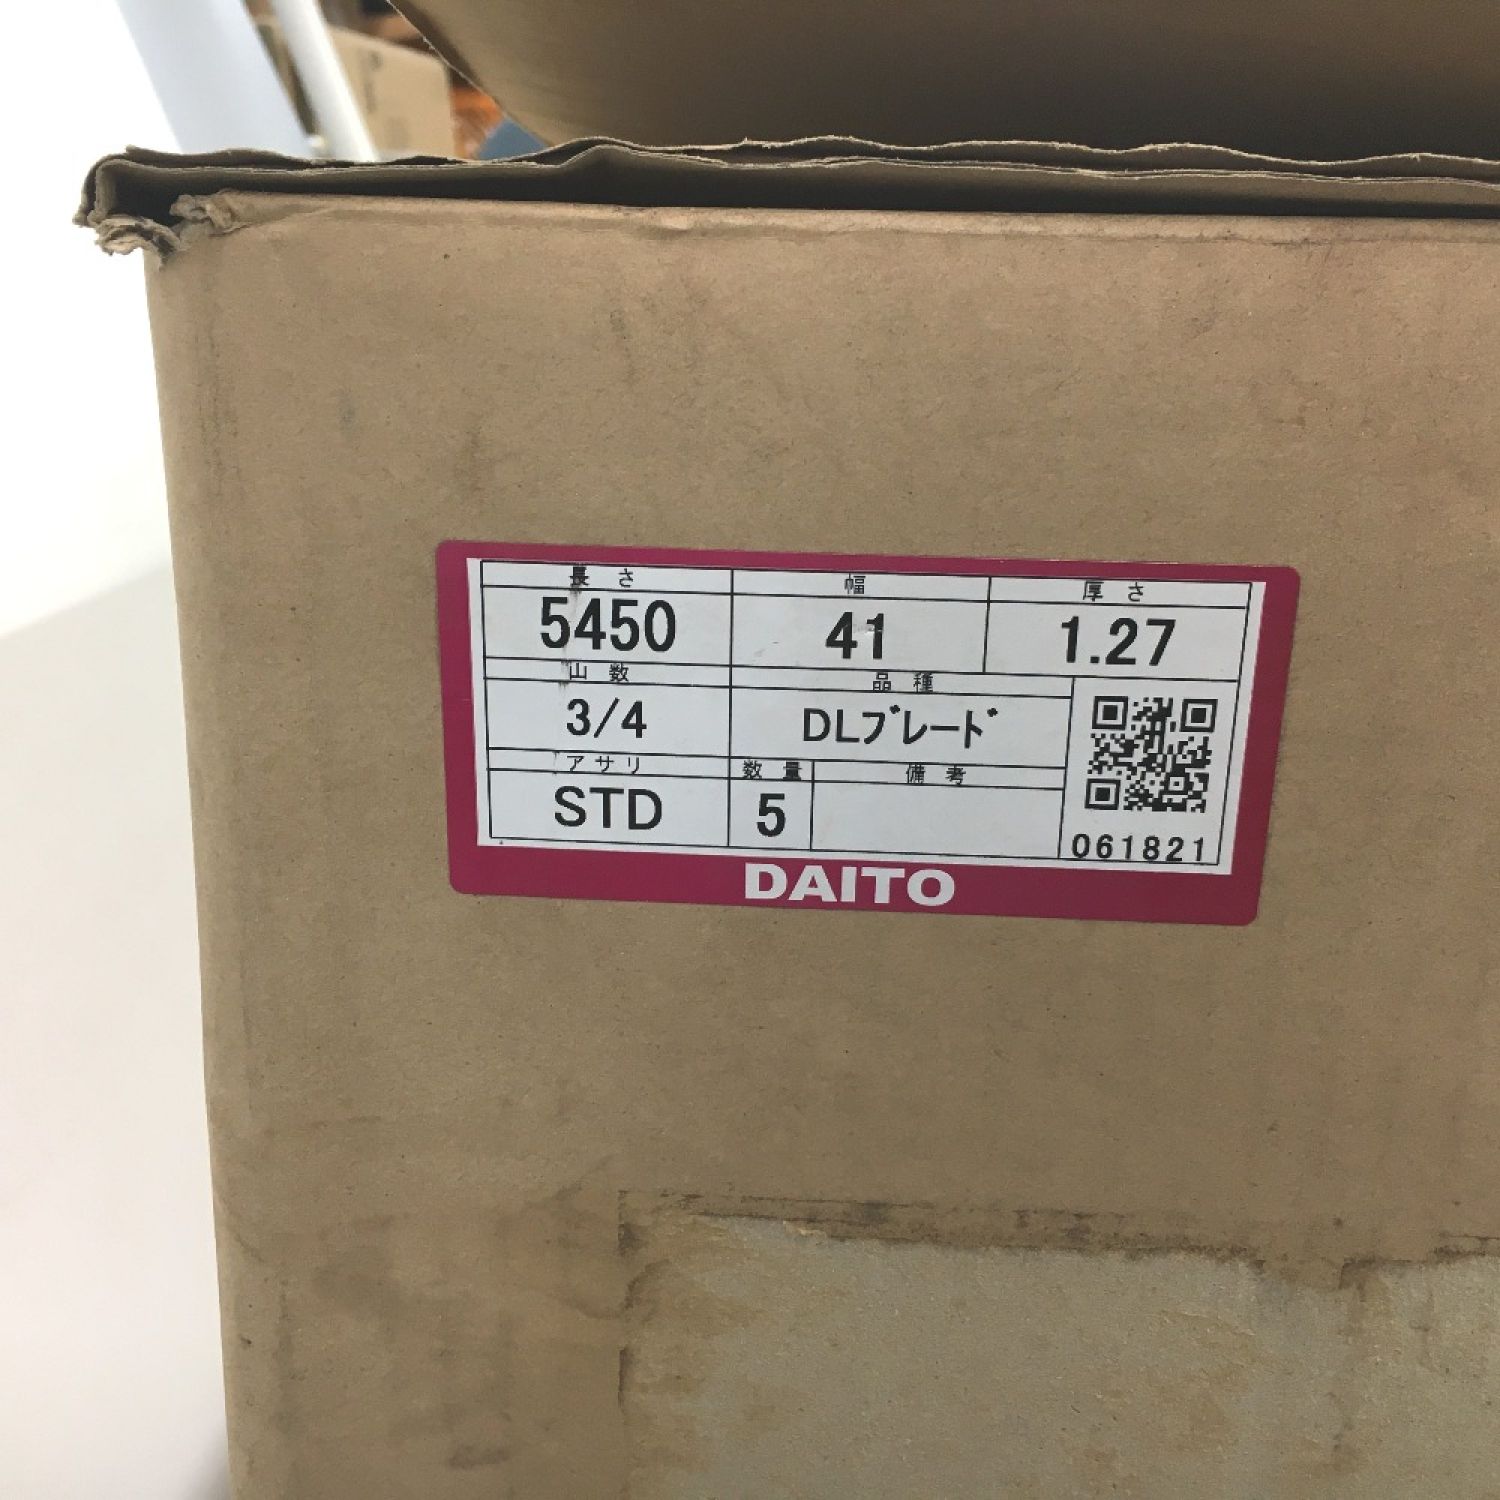 長さ 幅 厚さ
5450 41 1.27
山数 品種
3/4 DLブレード
アサリ 数量 備考
STD 5
061821
DAITO